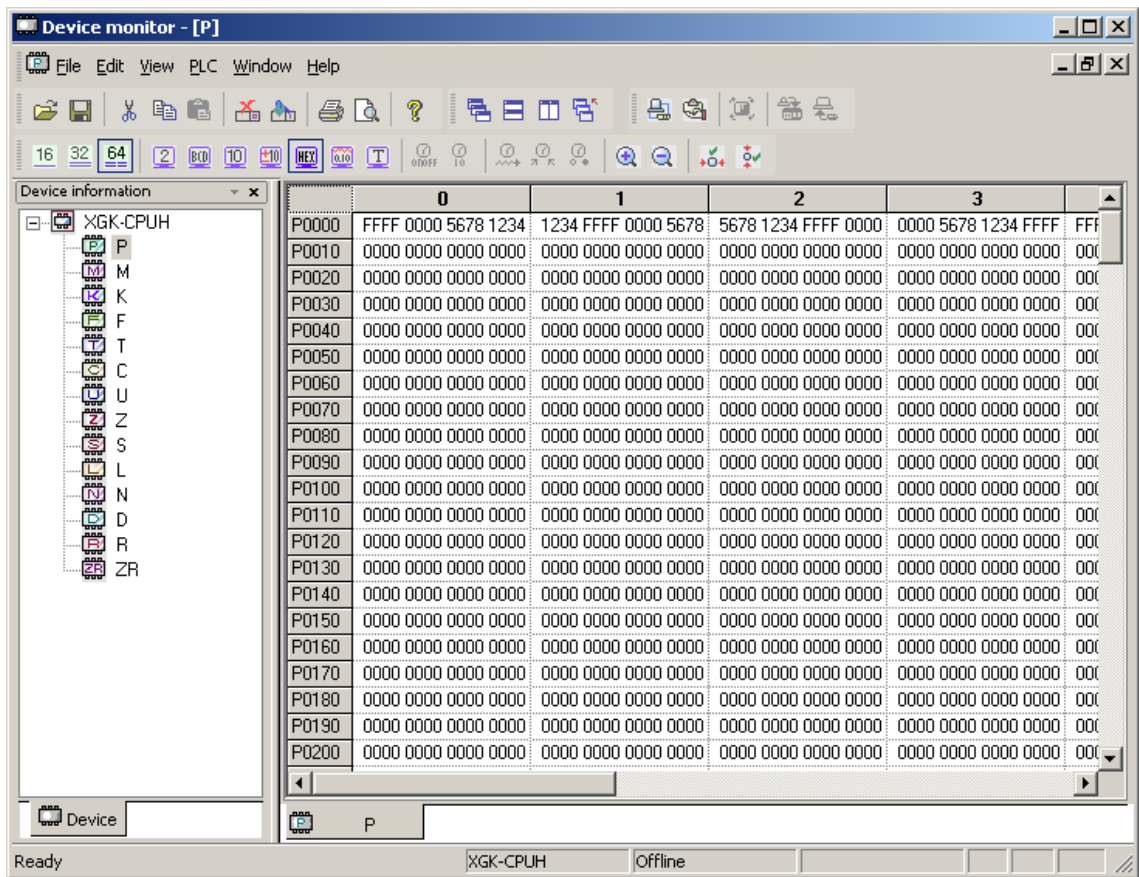 Device monitor - [P]
File Edit View PLC Window Help
16 32 64 2 BCD 10 ±10 HEX 0.10 T
Device information
XGK-CPUH
P
M
K
F
T
C
U
Z
S
L
N
D
R
ZR
Device
0 1 2 3
P0000 FFFF 0000 5678 1234 1234 FFFF 0000 5678 5678 1234 FFFF 0000 0000 5678 1234 FFFF
P0010 0000 0000 0000 0000 0000 0000 0000 0000 0000 0000 0000 0000 0000 0000 0000 0000
P0020 0000 0000 0000 0000 0000 0000 0000 0000 0000 0000 0000 0000 0000 0000 0000 0000
P0030 0000 0000 0000 0000 0000 0000 0000 0000 0000 0000 0000 0000 0000 0000 0000 0000
P0040 0000 0000 0000 0000 0000 0000 0000 0000 0000 0000 0000 0000 0000 0000 0000 0000
P0050 0000 0000 0000 0000 0000 0000 0000 0000 0000 0000 0000 0000 0000 0000 0000 0000
P0060 0000 0000 0000 0000 0000 0000 0000 0000 0000 0000 0000 0000 0000 0000 0000 0000
P0070 0000 0000 0000 0000 0000 0000 0000 0000 0000 0000 0000 0000 0000 0000 0000 0000
P0080 0000 0000 0000 0000 0000 0000 0000 0000 0000 0000 0000 0000 0000 0000 0000 0000
P0090 0000 0000 0000 0000 0000 0000 0000 0000 0000 0000 0000 0000 0000 0000 0000 0000
P0100 0000 0000 0000 0000 0000 0000 0000 0000 0000 0000 0000 0000 0000 0000 0000 0000
P0110 0000 0000 0000 0000 0000 0000 0000 0000 0000 0000 0000 0000 0000 0000 0000 0000
P0120 0000 0000 0000 0000 0000 0000 0000 0000 0000 0000 0000 0000 0000 0000 0000 0000
P0130 0000 0000 0000 0000 0000 0000 0000 0000 0000 0000 0000 0000 0000 0000 0000 0000
P0140 0000 0000 0000 0000 0000 0000 0000 0000 0000 0000 0000 0000 0000 0000 0000 0000
P0150 0000 0000 0000 0000 0000 0000 0000 0000 0000 0000 0000 0000 0000 0000 0000 0000
P0160 0000 0000 0000 0000 0000 0000 0000 0000 0000 0000 0000 0000 0000 0000 0000 0000
P0170 0000 0000 0000 0000 0000 0000 0000 0000 0000 0000 0000 0000 0000 0000 0000 0000
P0180 0000 0000 0000 0000 0000 0000 0000 0000 0000 0000 0000 0000 0000 0000 0000 0000
P0190 0000 0000 0000 0000 0000 0000 0000 0000 0000 0000 0000 0000 0000 0000 0000 0000
P0200 0000 0000 0000 0000 0000 0000 0000 0000 0000 0000 0000 0000 0000 0000 0000 0000
P
Ready XGK-CPUH Offline